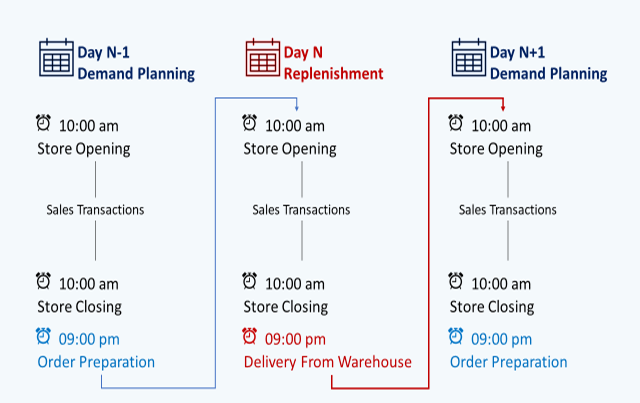 Day N-1
Demand Planning
10:00 am
Store Opening
Sales Transactions
10:00 am
Store Closing
09:00 pm
Order Preparation
Day N
Replenishment
10:00 am
Store Opening
Sales Transactions
10:00 am
Store Closing
09:00 pm
Delivery From Warehouse
Day N+1
Demand Planning
10:00 am
Store Opening
Sales Transactions
10:00 am
Store Closing
09:00 pm
Order Preparation